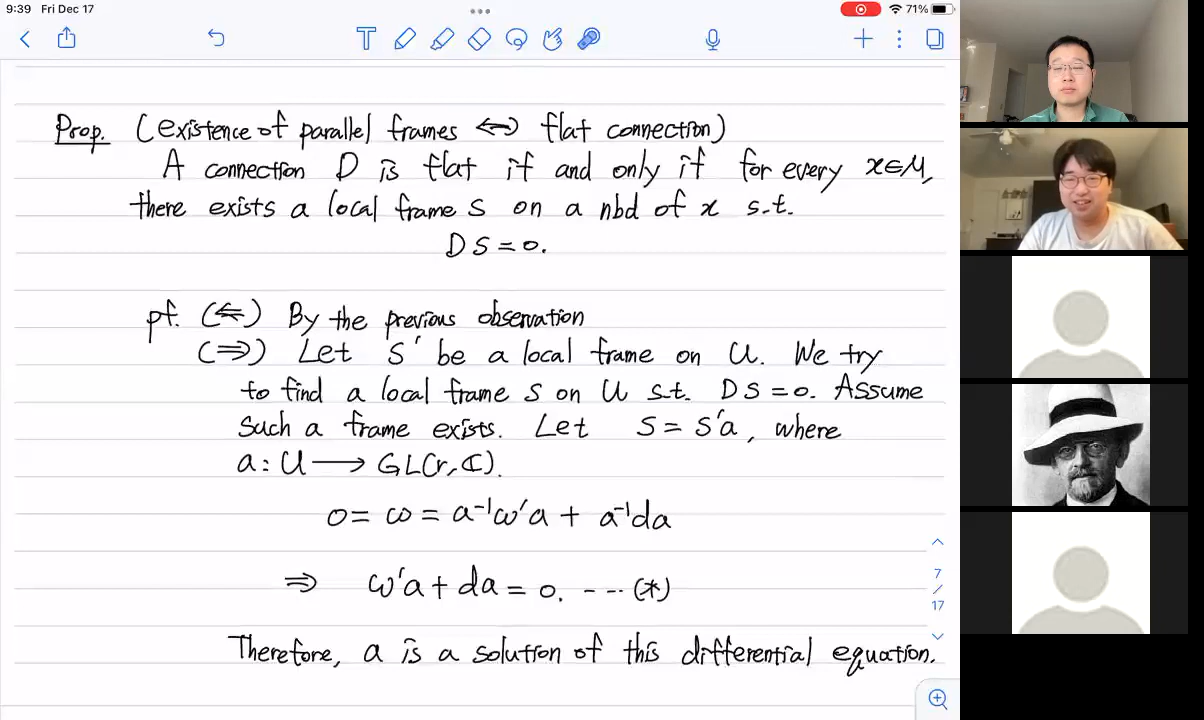 9:39 Fri Dec 17
71%
T
Prop. (existence of parallel frames ⟺ flat connection)
A connection D is flat if and only if for every x∈M,
there exists a local frame s on a nbd of x s.t.
Ds=0.
pf. (⇐) By the previous observation
(⇒) Let s' be a local frame on U. We try
to find a local frame s on U s.t. Ds=0. Assume
such a frame exists. Let s = s'a, where
a: U → GL(r, ℂ).
0 = ω = a⁻¹ω'a + a⁻¹da
⇒ ω'a + da = 0. --- (*)
Therefore, a is a solution of this differential equation.
7
/
17